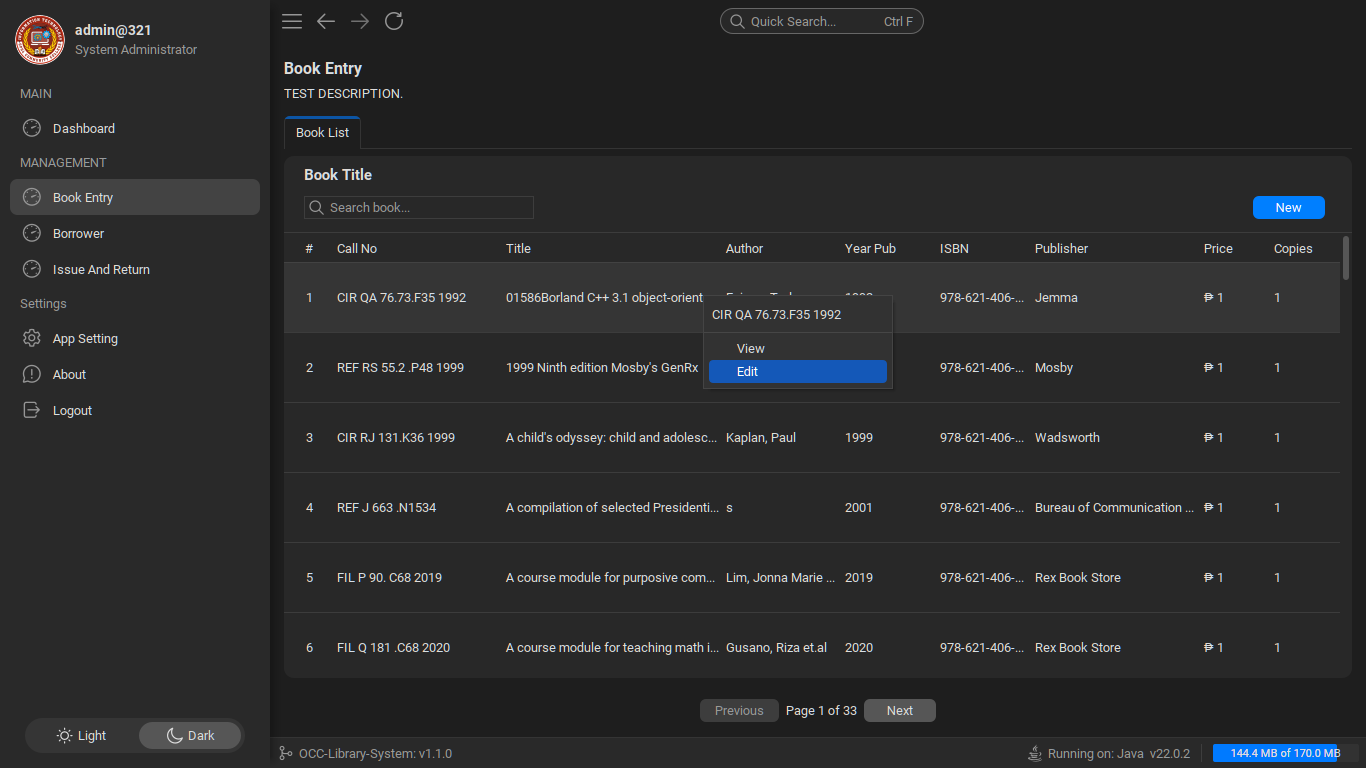 admin@321
System Administrator
MAIN
Dashboard
MANAGEMENT
Book Entry
Borrower
Issue And Return
Settings
App Setting
About
Logout
Light Dark
Quick Search... Ctrl F
Book Entry
TEST DESCRIPTION.
Book List
Book Title
Search book...
New
# Call No Title Author Year Pub ISBN Publisher Price Copies
1 CIR QA 76.73.F35 1992 01586Borland C++ 3.1 object-orient 978-621-406-... Jemma ₱ 1 1
CIR QA 76.73.F35 1992
View
Edit
2 REF RS 55.2 .P48 1999 1999 Ninth edition Mosby's GenRx 978-621-406-... Mosby ₱ 1 1
3 CIR RJ 131.K36 1999 A child's odyssey: child and adolesc... Kaplan, Paul 1999 978-621-406-... Wadsworth ₱ 1 1
4 REF J 663 .N1534 A compilation of selected Presidenti... s 2001 978-621-406-... Bureau of Communication ... ₱ 1 1
5 FIL P 90. C68 2019 A course module for purposive com... Lim, Jonna Marie ... 2019 978-621-406-... Rex Book Store ₱ 1 1
6 FIL Q 181 .C68 2020 A course module for teaching math i... Gusano, Riza et.al 2020 978-621-406-... Rex Book Store ₱ 1 1
Previous Page 1 of 33 Next
OCC-Library-System: v1.1.0
Running on: Java v22.0.2
144.4 MB of 170.0 MB